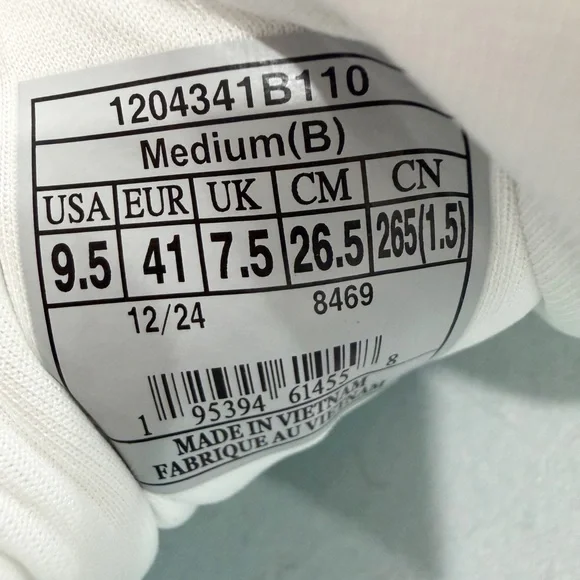 1204341B110
Medium(B)
USA EUR UK CM CN
9.5 41 7.5 26.5 265(1.5)
12/24 8469
1 95394 61455 8
MADE IN VIETNAM
FABRIQUE AU VIETNAM